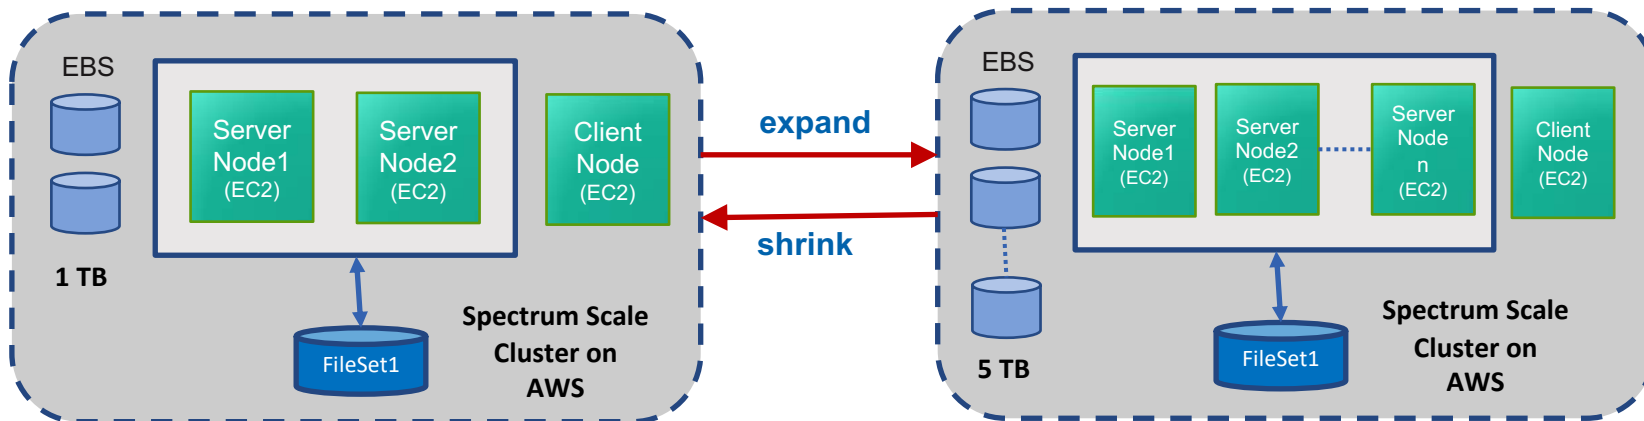 EBS
Server
Node1
(EC2)
Server
Node2
(EC2)
Client
Node
(EC2)
1 TB
FileSet1
Spectrum Scale
Cluster on
AWS
expand
shrink
EBS
Server
Node1
(EC2)
Server
Node2
(EC2)
Server
Node
n
(EC2)
Client
Node
(EC2)
5 TB
FileSet1
Spectrum Scale
Cluster on
AWS